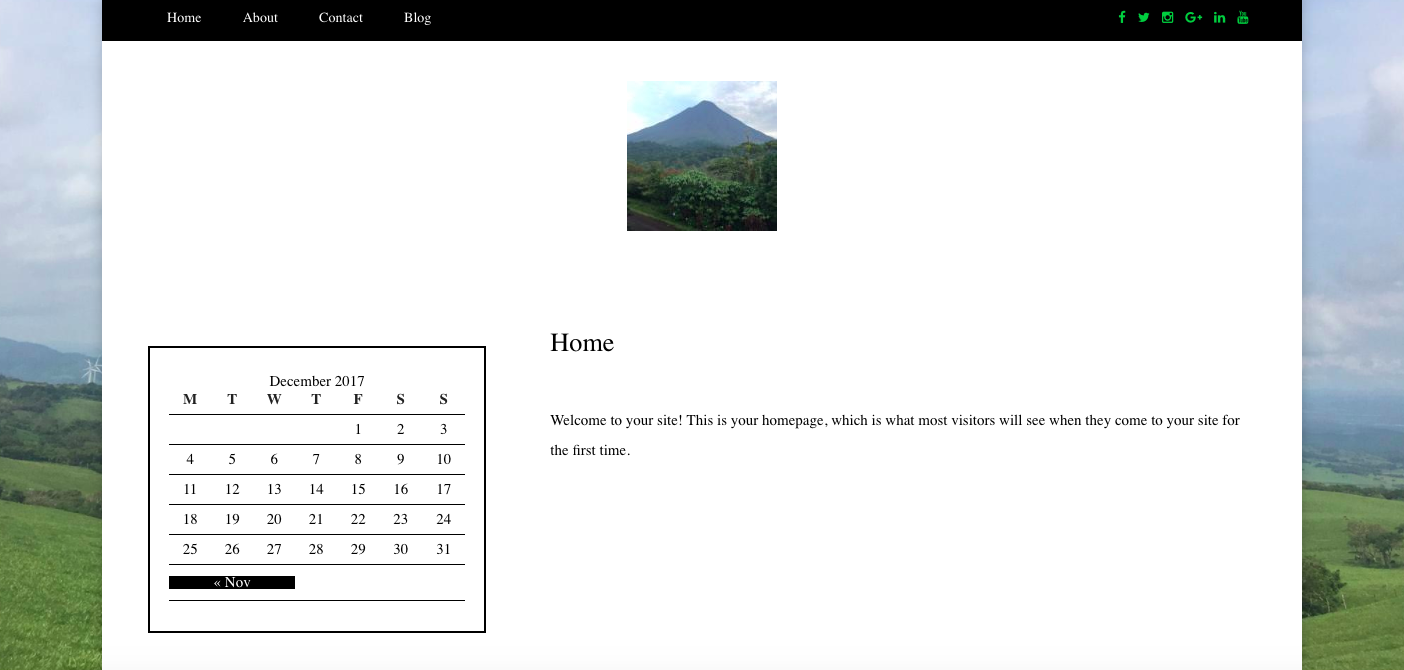 Home About Contact Blog
Home
December 2017
M T W T F S S
1 2 3
4 5 6 7 8 9 10
11 12 13 14 15 16 17
18 19 20 21 22 23 24
25 26 27 28 29 30 31
« Nov
Welcome to your site! This is your homepage, which is what most visitors will see when they come to your site for
the first time.